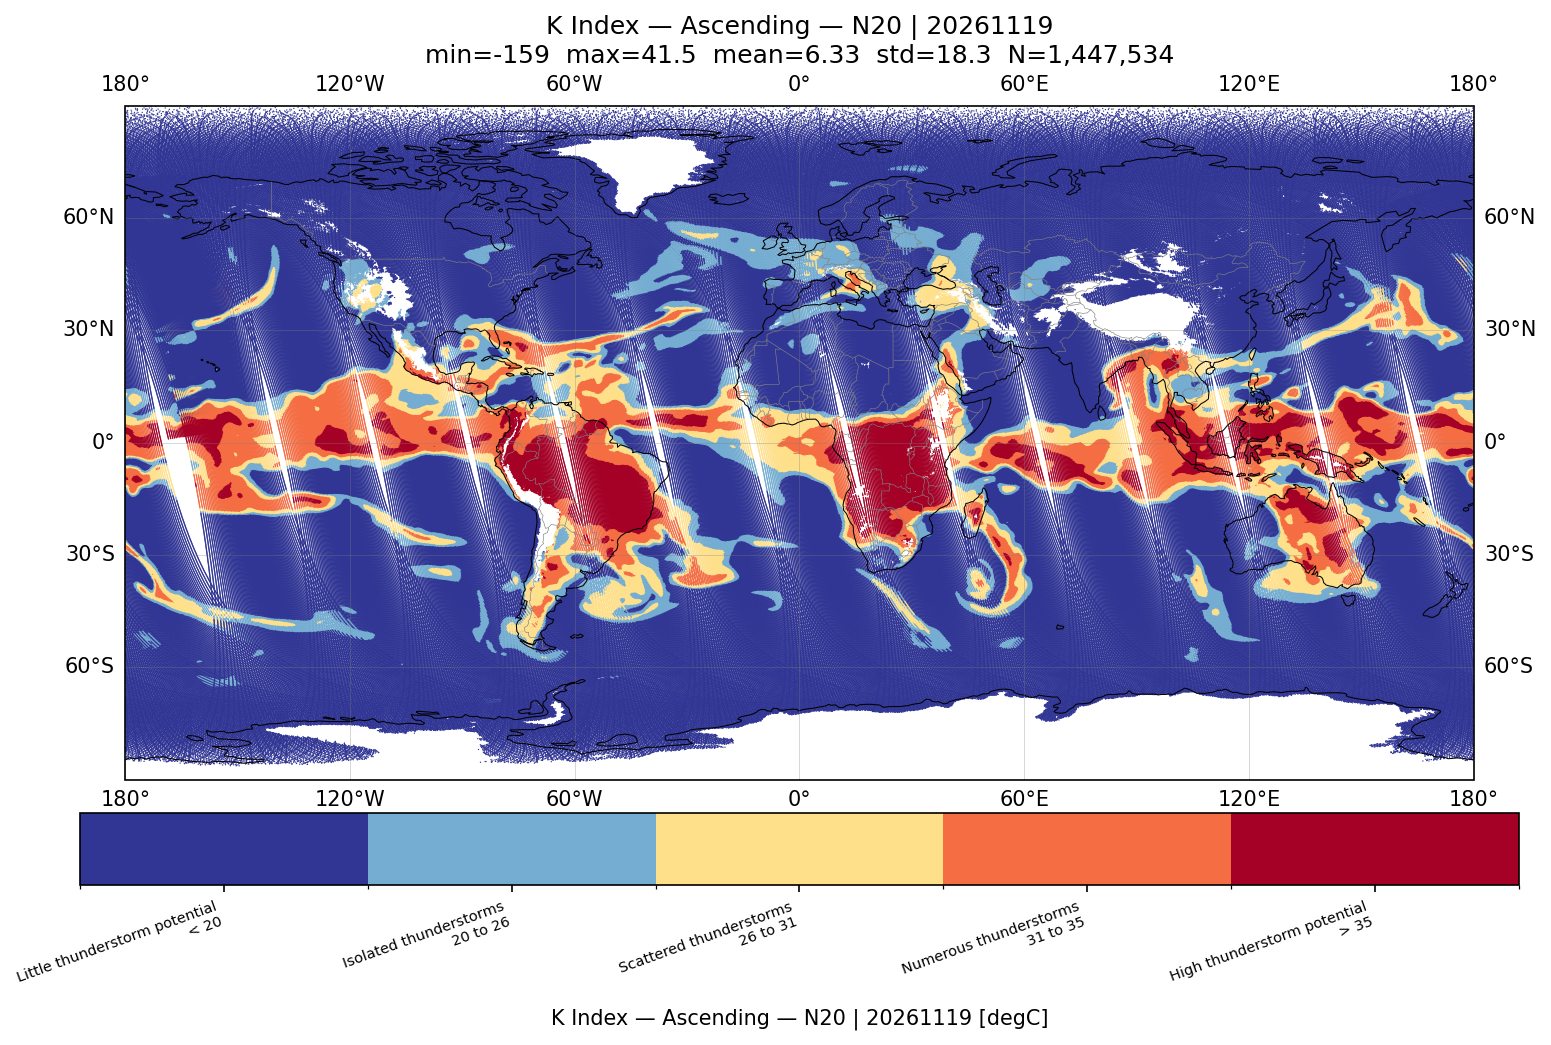 K Index — Ascending — N20 | 20261119
min=-159  max=41.5  mean=6.33  std=18.3  N=1,447,534
180°  120°W  60°W  0°  60°E  120°E  180°
60°N  60°N
30°N  30°N
0°  0°
30°S  30°S
60°S  60°S
180°  120°W  60°W  0°  60°E  120°E  180°
Little thunderstorm potential
< 20
Isolated thunderstorms
20 to 26
Scattered thunderstorms
26 to 31
Numerous thunderstorms
31 to 35
High thunderstorm potential
> 35
K Index — Ascending — N20 | 20261119 [degC]